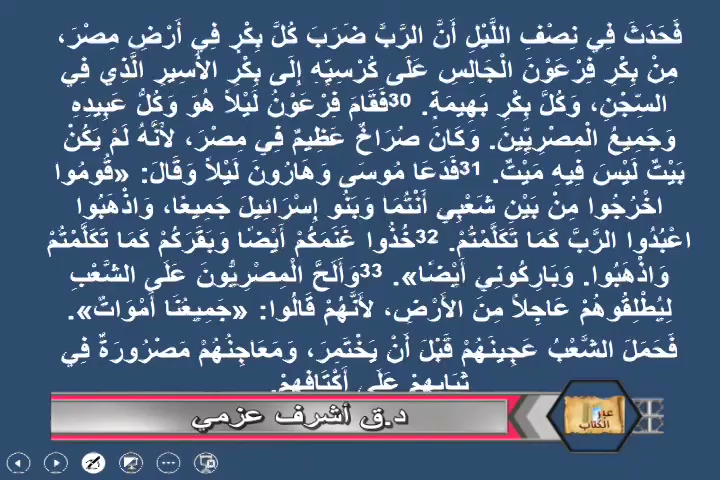 فَحَدَثَ فِي نِصْفِ اللَّيْلِ أَنَّ الرَّبَّ ضَرَبَ كُلَّ بِكْرٍ فِي أَرْضِ مِصْرَ،
مِنْ بِكْرِ فِرْعَوْنَ الْجَالِسِ عَلَى كُرْسِيِّهِ إِلَى بِكْرِ الأَسِيرِ الَّذِي فِي
السِّجْنِ، وَكُلَّ بِكْرِ بَهِيمَةٍ. 30فَقَامَ فِرْعَوْنُ لَيْلاً هُوَ وَكُلُّ عَبِيدِهِ
وَجَمِيعُ الْمِصْرِيِّينَ. وَكَانَ صُرَاخٌ عَظِيمٌ فِي مِصْرَ، لأَنَّهُ لَمْ يَكُنْ
بَيْتٌ لَيْسَ فِيهِ مَيْتٌ. 31فَدَعَا مُوسَى وَهَارُونَ لَيْلاً وَقَالَ: «قُومُوا
اخْرُجُوا مِنْ بَيْنِ شَعْبِي أَنْتُمَا وَبَنُو إِسْرَائِيلَ جَمِيعًا، وَاذْهَبُوا
اعْبُدُوا الرَّبَّ كَمَا تَكَلَّمْتُمْ. 32خُذُوا غَنَمَكُمْ أَيْضًا وَبَقَرَكُمْ كَمَا تَكَلَّمْتُمْ
وَاذْهَبُوا. وَبَارِكُونِي أَيْضًا». 33وَأَلَحَّ الْمِصْرِيُّونَ عَلَى الشَّعْبِ
لِيُطْلِقُوهُمْ عَاجِلاً مِنَ الأَرْضِ، لأَنَّهُمْ قَالُوا: «جَمِيعُنَا أَمْوَاتٌ».
فَحَمَلَ الشَّعْبُ عَجِينَهُمْ قَبْلَ أَنْ يَخْتَمِرَ، وَمَعَاجِنُهُمْ مَصْرُورَةٌ فِي
ثِيَابِهِمْ عَلَى أَكْتَافِهِمْ.
د.ق أشرف عزمي
عبر
الكتاب